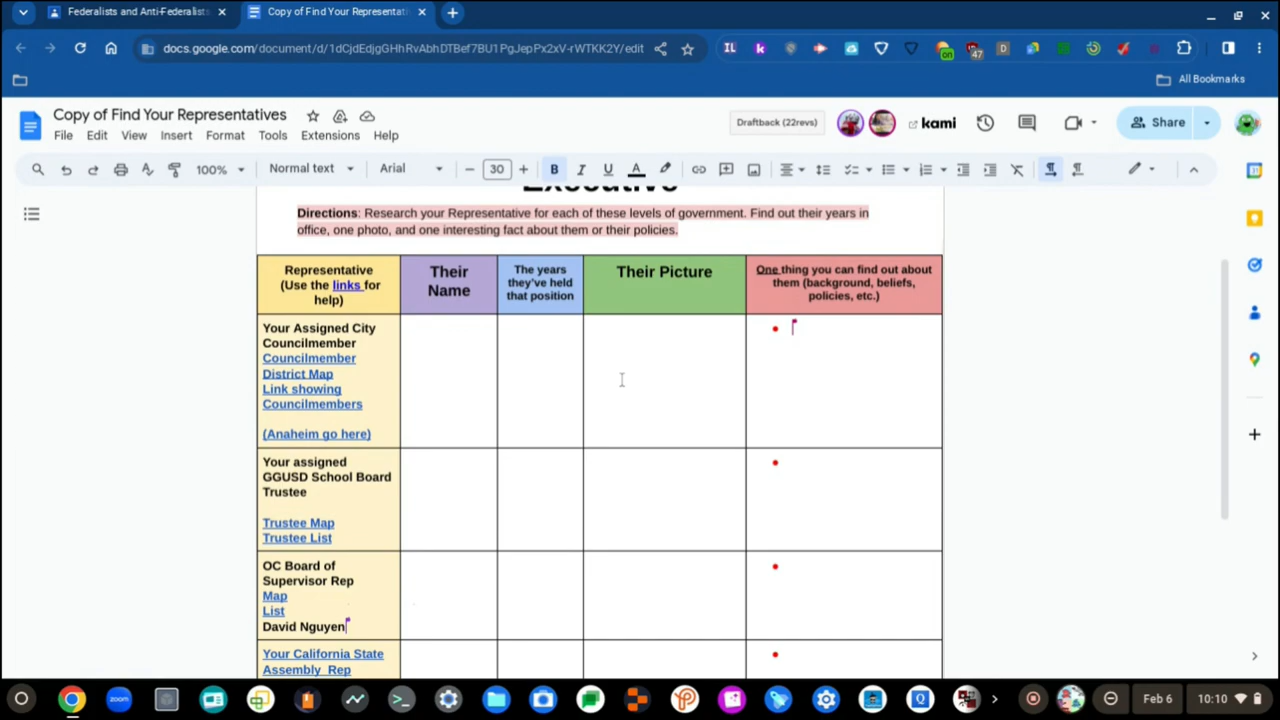 Federalists and Anti-Federalists
Copy of Find Your Representati
docs.google.com/document/d/1dCjdEdjgGHhRvAbhDTBef7BU1PgJepPx2xV-rWTKK2Y/edit
IL
k
on
47
D
All Bookmarks
Copy of Find Your Representatives
File Edit View Insert Format Tools Extensions Help
Draftback (22revs)
kami
Share
100%
Normal text
Arial
30
B I U A
Executive
Directions: Research your Representative for each of these levels of government. Find out their years in
office, one photo, and one interesting fact about them or their policies.
Representative
(Use the links for
help)
Their
Name
The years
they've held
that position
Their Picture
One thing you can find out about
them (background, beliefs,
policies, etc.)
Your Assigned City
Councilmember
Councilmember
District Map
Link showing
Councilmembers
(Anaheim go here)
Your assigned
GGUSD School Board
Trustee
Trustee Map
Trustee List
OC Board of
Supervisor Rep
Map
List
David Nguyen
Your California State
Assembly Rep
zoom
Feb 6
10:10